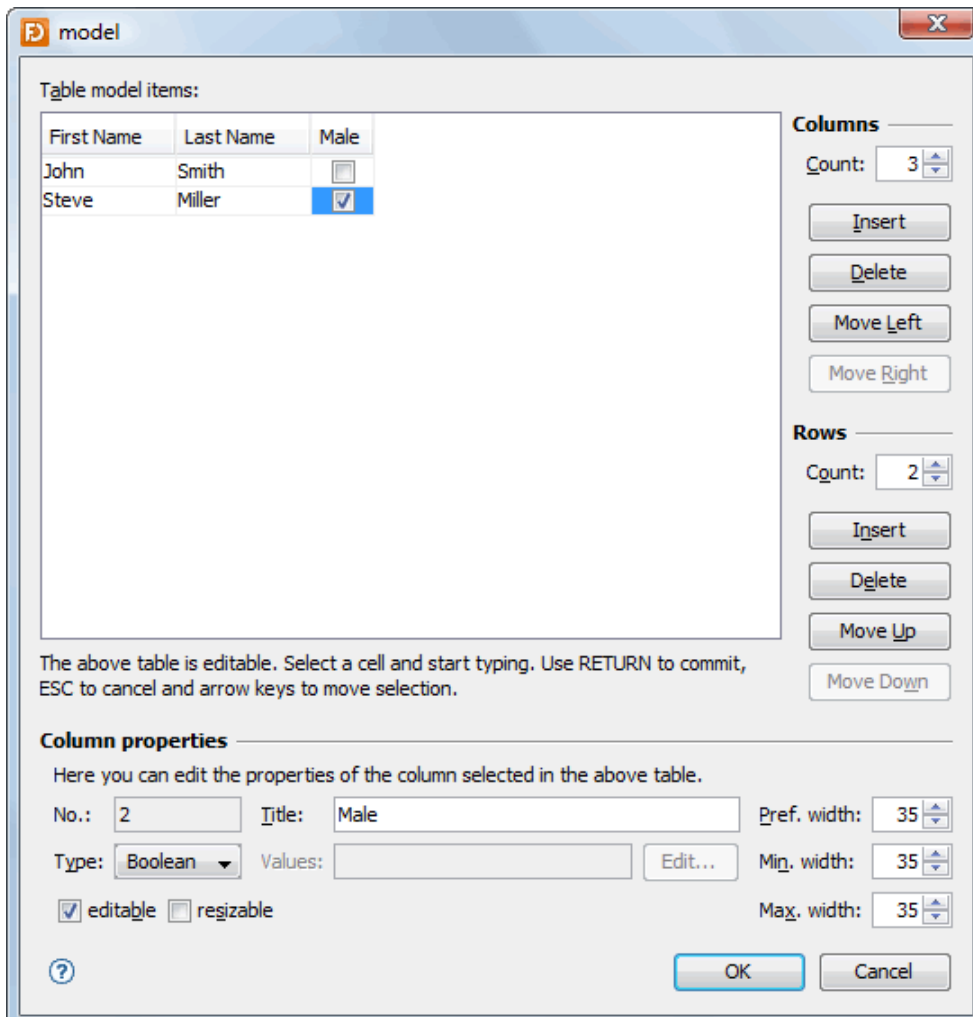 model
Table model items:
First Name Last Name Male
John Smith
Steve Miller
Columns
Count: 3
Insert
Delete
Move Left
Move Right
Rows
Count: 2
Insert
Delete
Move Up
Move Down
The above table is editable. Select a cell and start typing. Use RETURN to commit,
ESC to cancel and arrow keys to move selection.
Column properties
Here you can edit the properties of the column selected in the above table.
No.: 2 Title: Male Pref. width: 35
Type: Boolean Values: Edit... Min. width: 35
editable resizable Max. width: 35
? OK Cancel